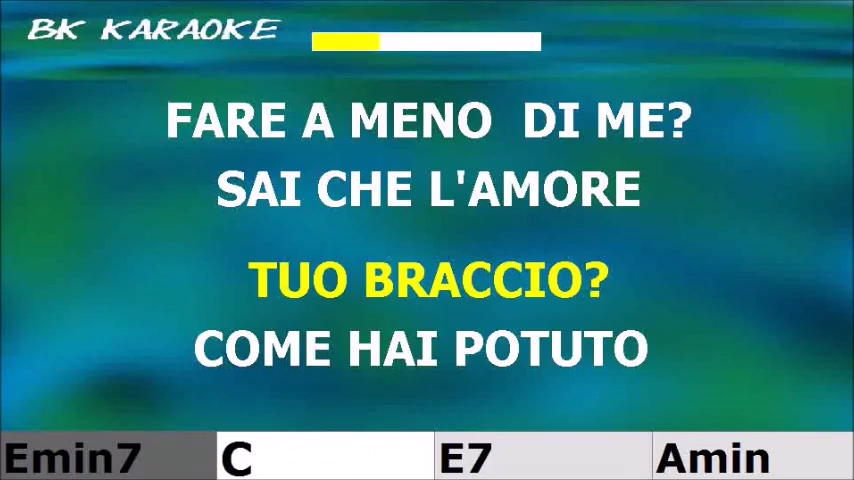 BK KARAOKE
FARE A MENO  DI ME?
SAI CHE L'AMORE
TUO BRACCIO?
COME HAI POTUTO
Emin7 C E7 Amin